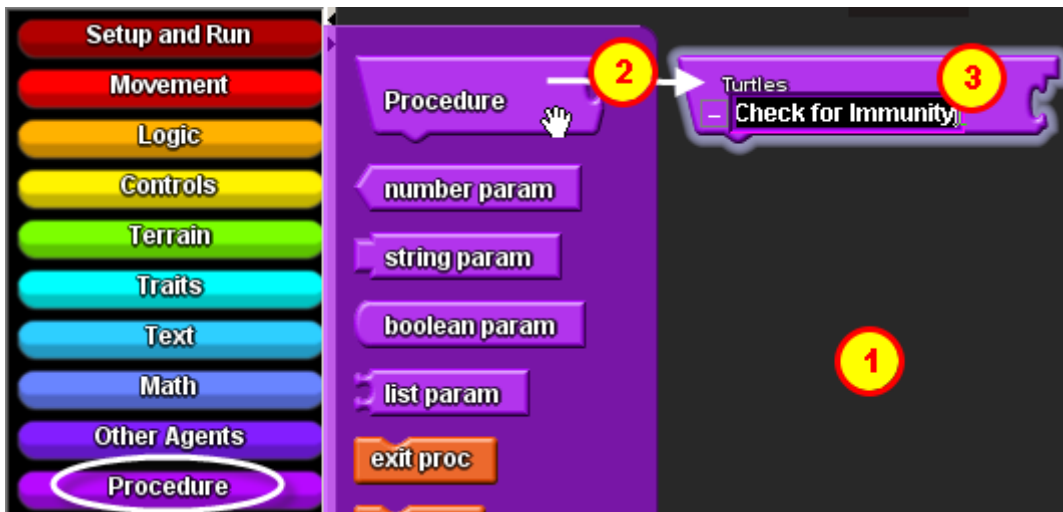 Setup and Run
Movement
Logic
Controls
Terrain
Traits
Text
Math
Other Agents
Procedure
Procedure
number param
string param
boolean param
list param
exit proc
2
Turtles
3
– Check for Immunity
1